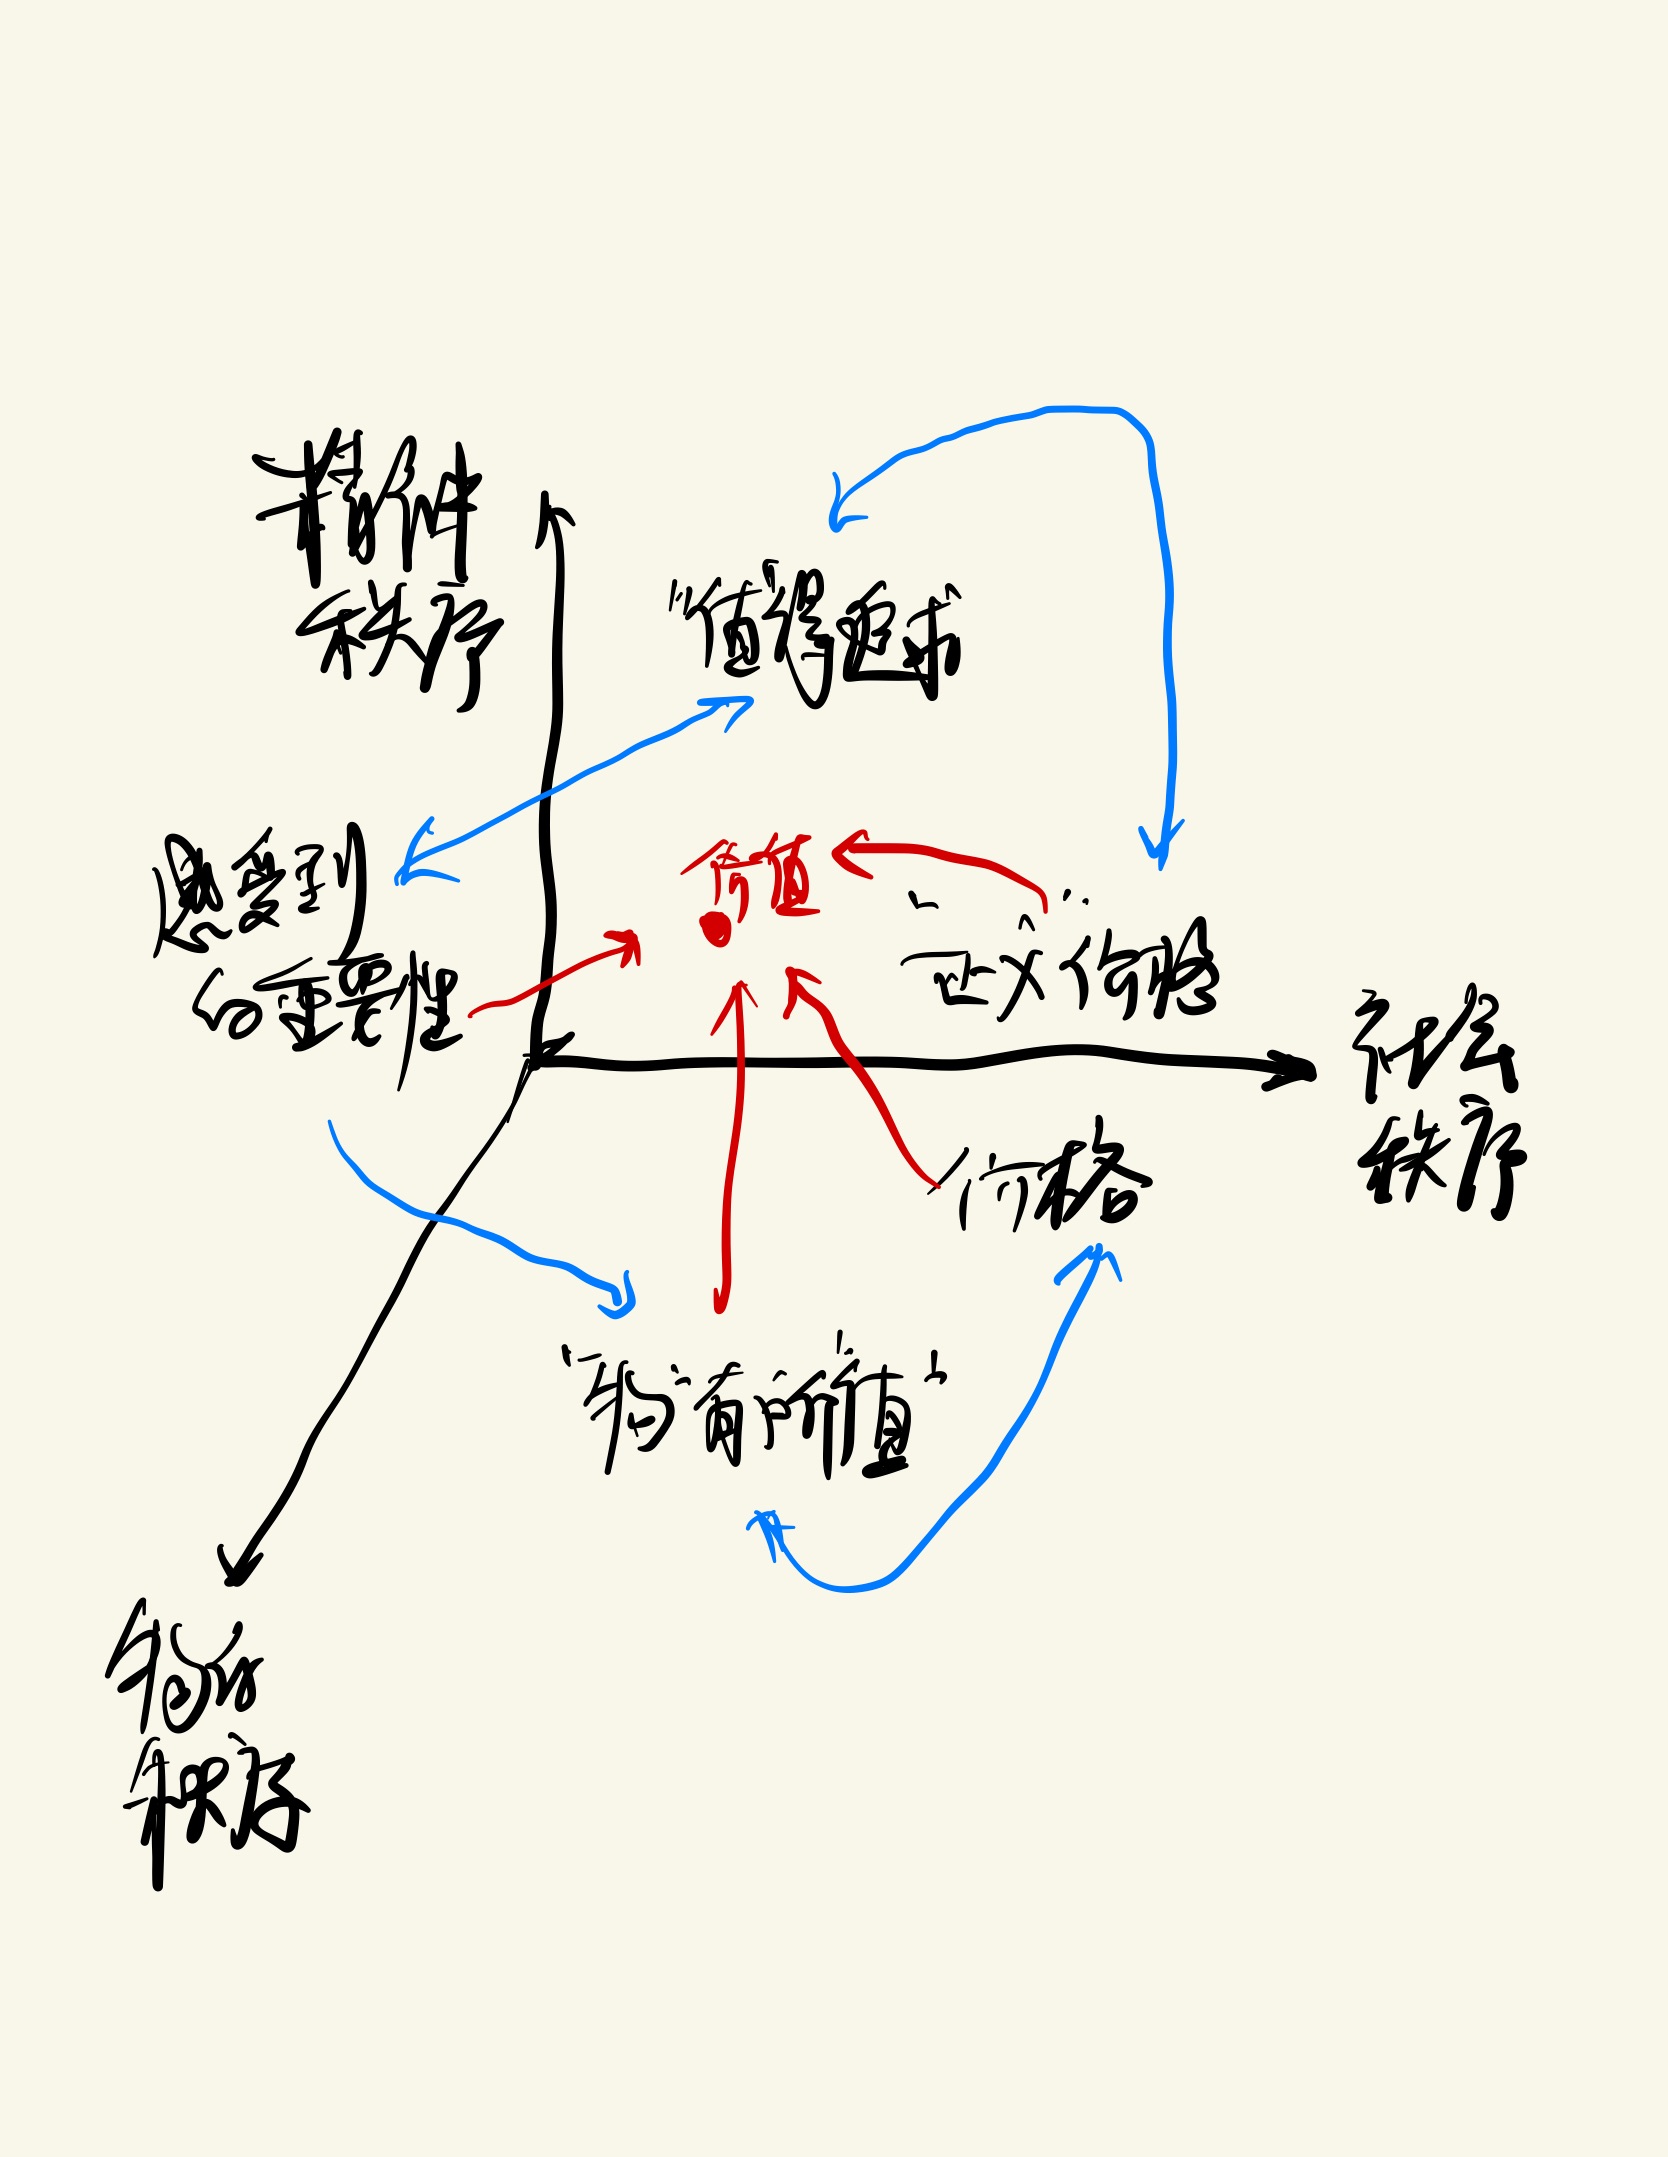 精神
秩序
"值得追求"
感受到
的重要性
价值
"正义价格"
社会
秩序
价格
"物"有所值"
物质
秩序